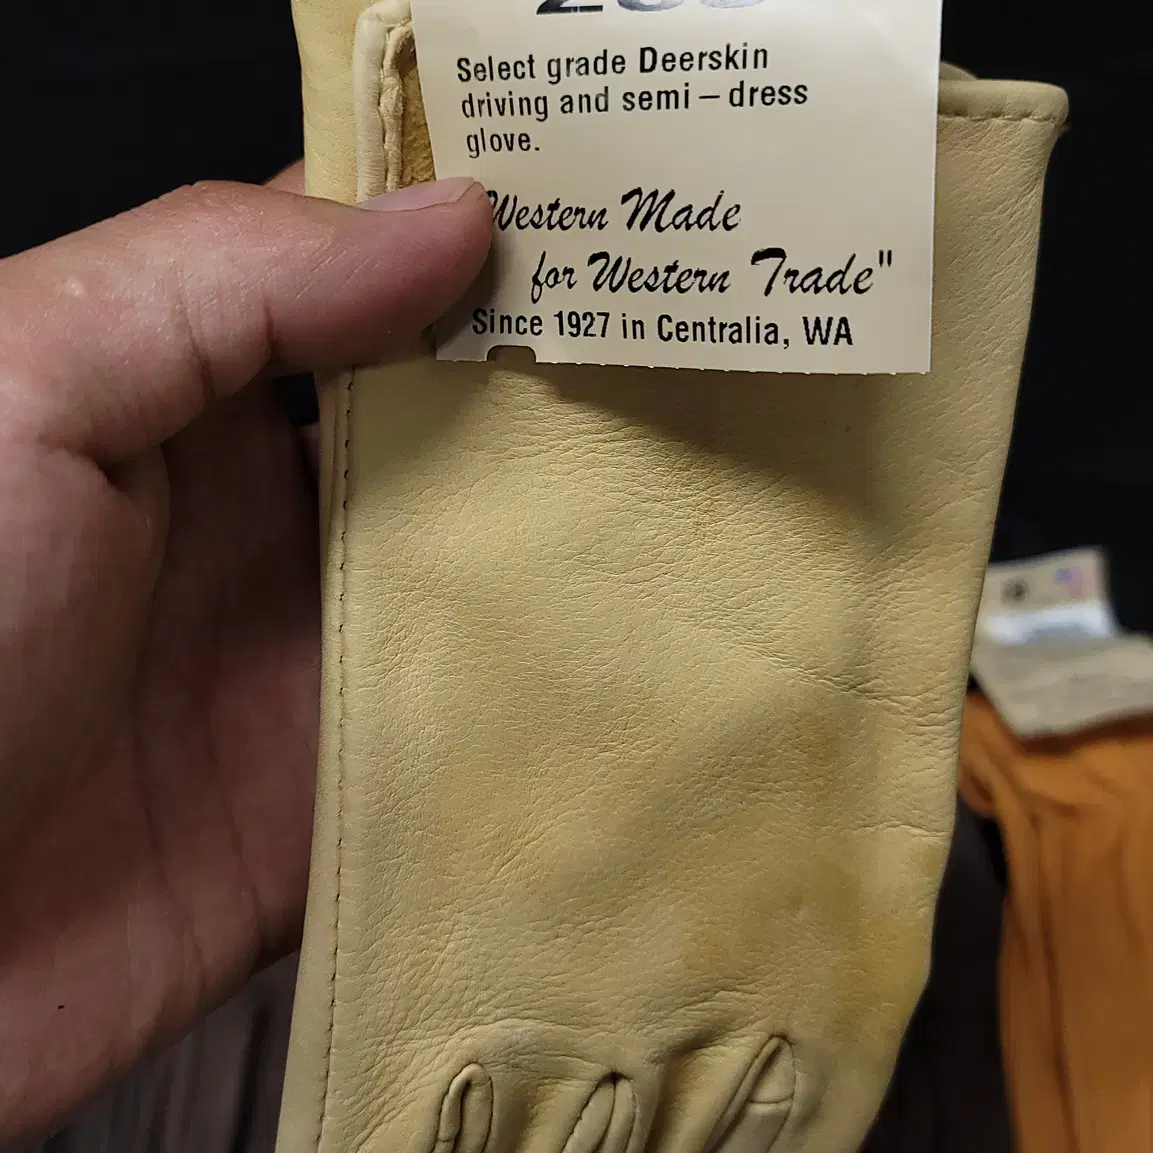 Select grade Deerskin
driving and semi – dress
glove.
Western Made
for Western Trade"
Since 1927 in Centralia, WA